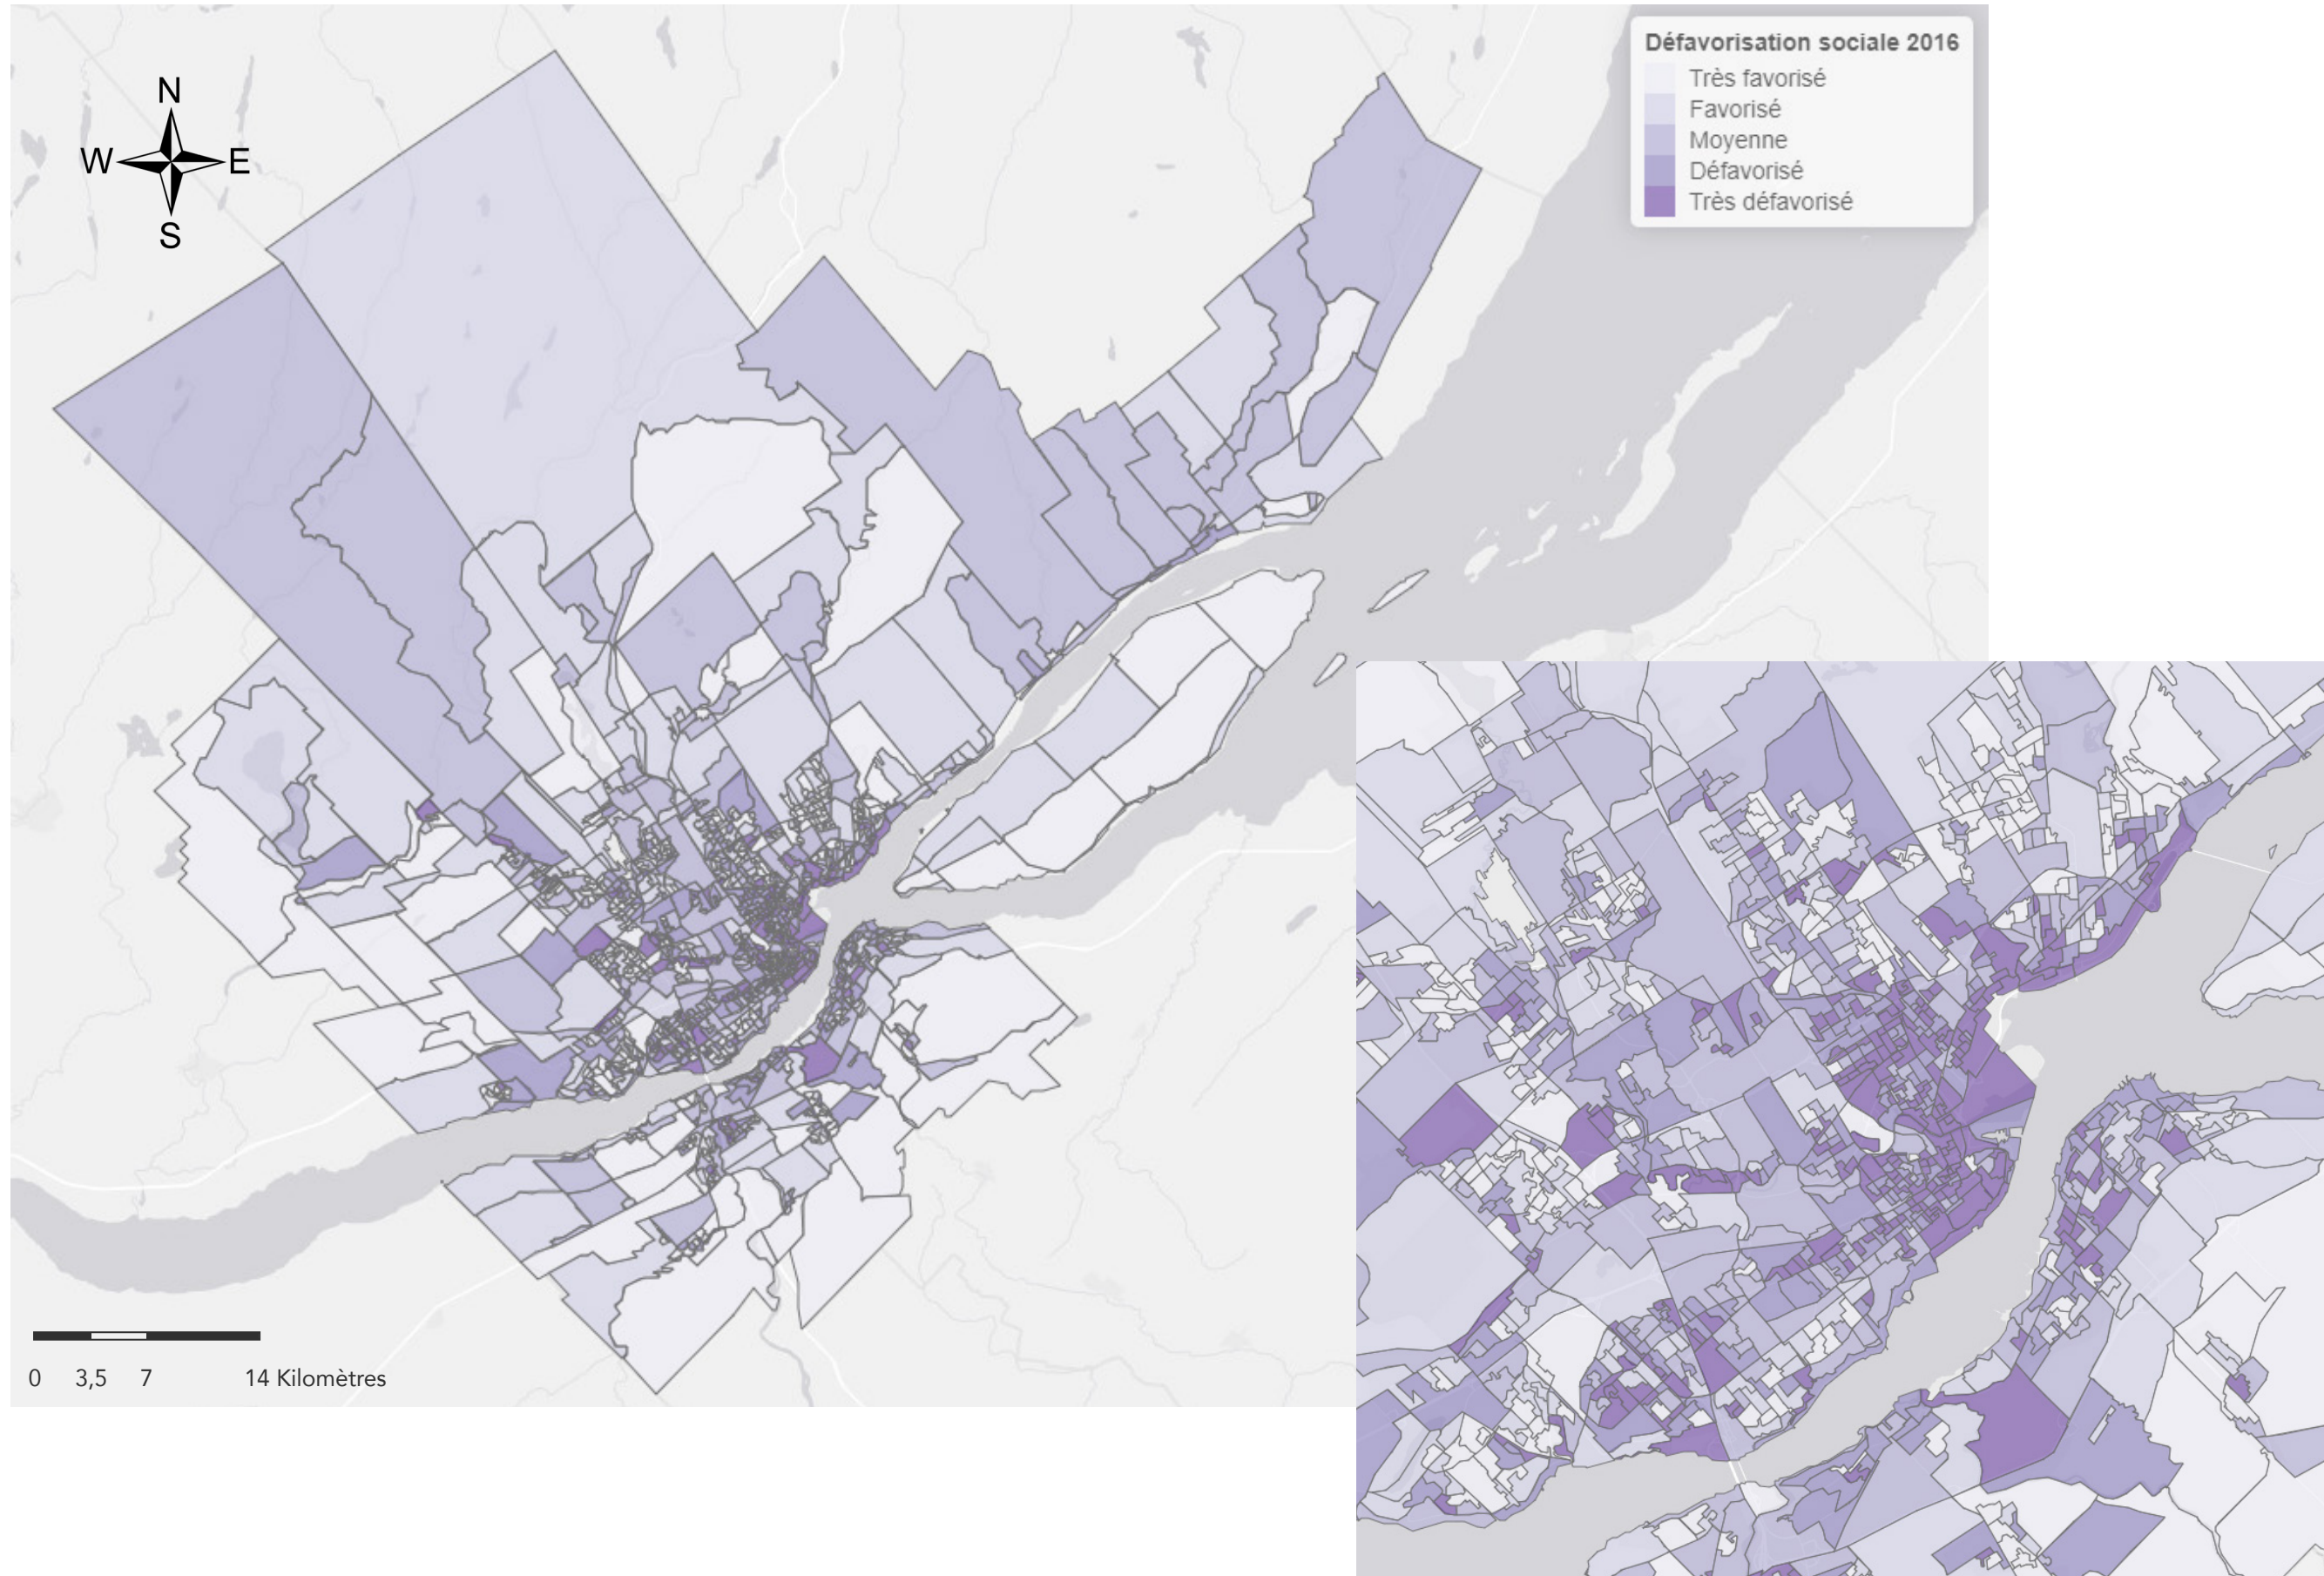 N
W E
S
Défavorisation sociale 2016
Très favorisé
Favorisé
Moyenne
Défavorisé
Très défavorisé
0 3,5 7 14 Kilomètres